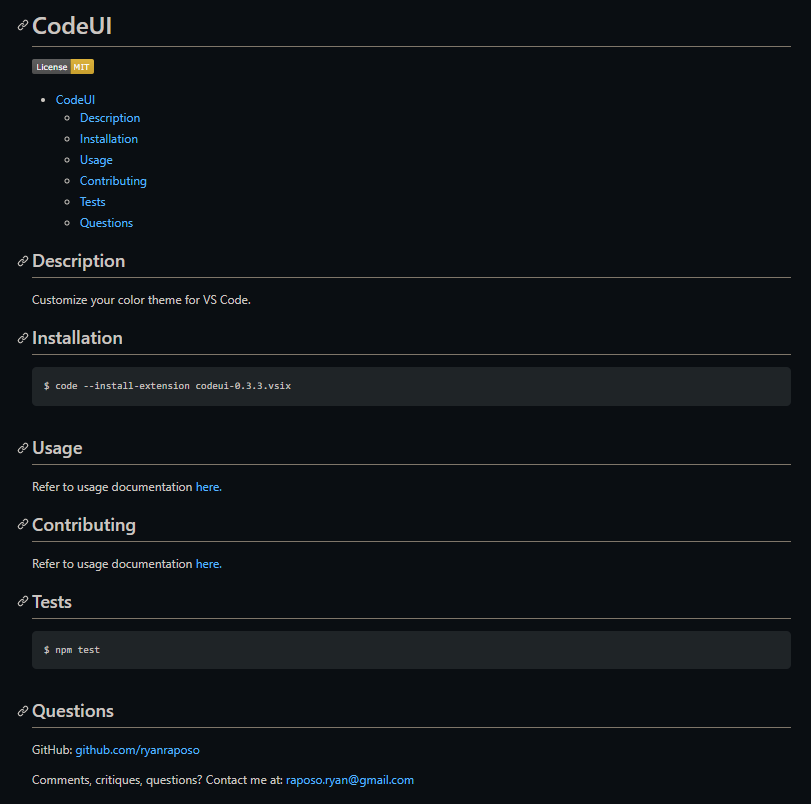 CodeUI
License MIT
CodeUI
Description
Installation
Usage
Contributing
Tests
Questions
Description
Customize your color theme for VS Code.
Installation
$ code --install-extension codeui-0.3.3.vsix
Usage
Refer to usage documentation here.
Contributing
Refer to usage documentation here.
Tests
$ npm test
Questions
GitHub: github.com/ryanraposo
Comments, critiques, questions? Contact me at: raposo.ryan@gmail.com